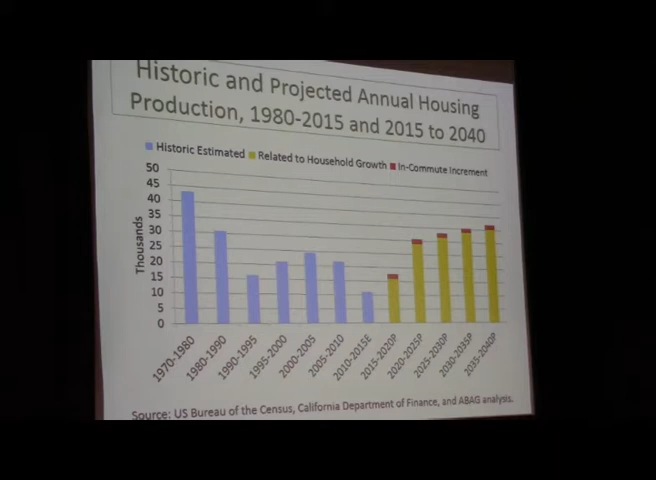 Historic and Projected Annual Housing
Production, 1980-2015 and 2015 to 2040
Historic Estimated Related to Household Growth In-Commute Increment
50
45
40
35
30
25
20
15
10
5
0
Thousands
1970-1980
1980-1990
1990-1995
1995-2000
2000-2005
2005-2010
2010-2015E
2015-2020P
2020-2025P
2025-2030P
2030-2035P
2035-2040P
Source: US Bureau of the Census, California Department of Finance, and ABAG analysis.